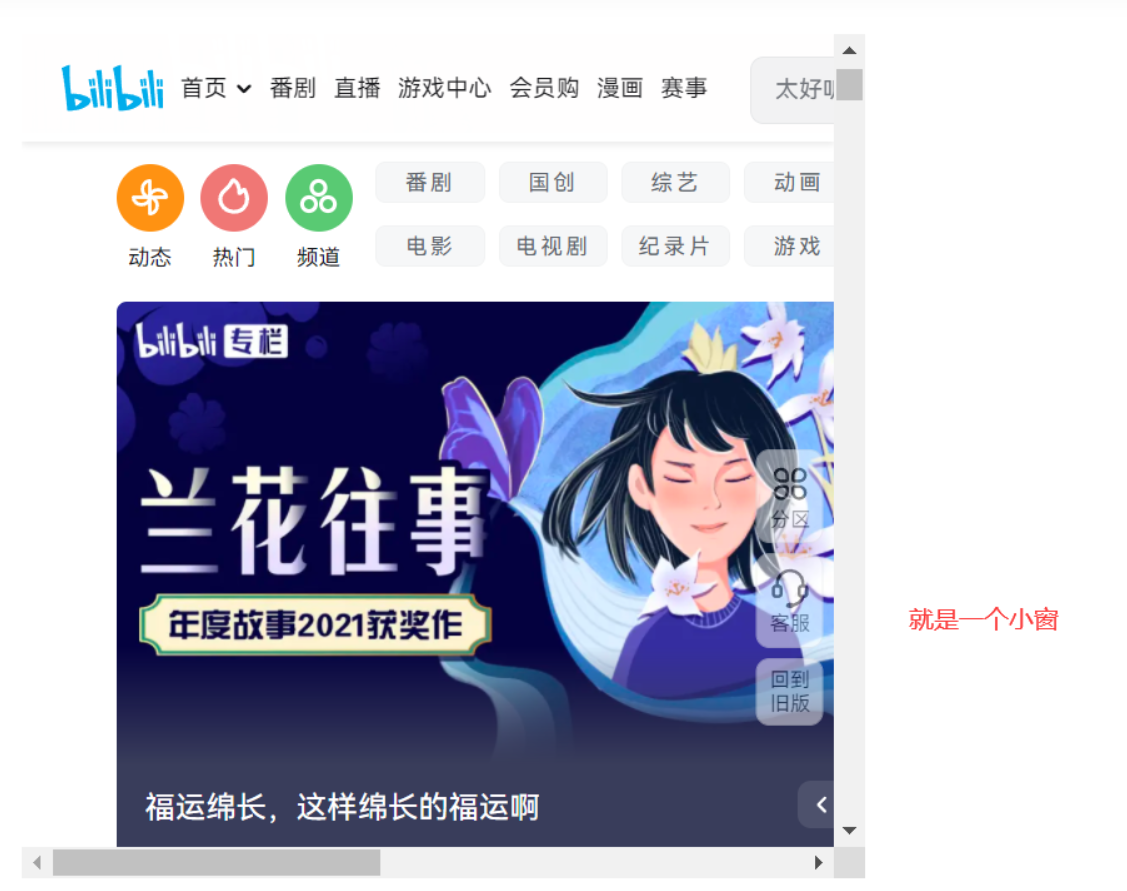 bilibili 首页 番剧 直播 游戏中心 会员购 漫画 赛事 太好
番剧 国创 综艺 动画
动态 热门 频道
电影 电视剧 纪录片 游戏
bilibili 专栏
兰花往事
年度故事2021获奖作
分区
客服
回到
旧版
就是一个小窗
福运绵长，这样绵长的福运啊